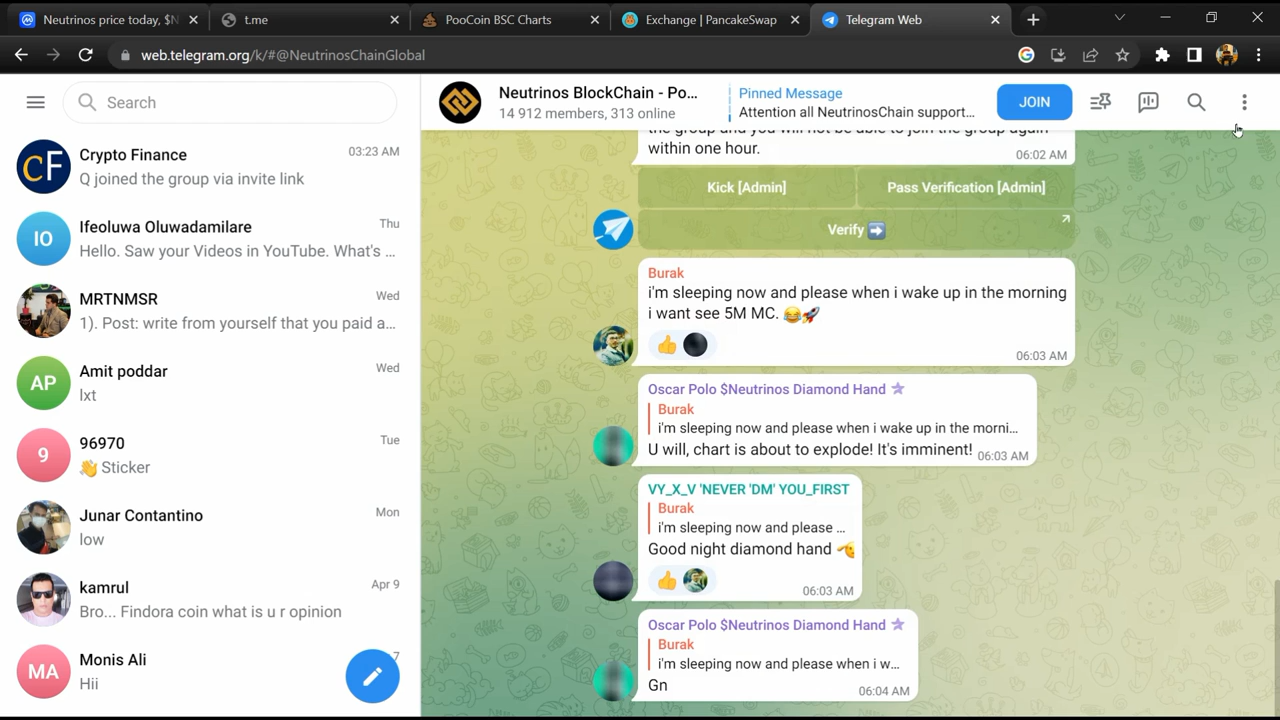 Neutrinos price today, $N
t.me
PooCoin BSC Charts
Exchange | PancakeSwap
Telegram Web
web.telegram.org/k/#@NeutrinosChainGlobal
Search
Crypto Finance
03:23 AM
Q joined the group via invite link
IO
Ifeoluwa Oluwadamilare
Thu
Hello. Saw your Videos in YouTube. What's ...
MRTNMSR
Wed
1). Post: write from yourself that you paid a...
AP
Amit poddar
Wed
Ixt
9
96970
Tue
👋 Sticker
Junar Contantino
Mon
low
kamrul
Apr 9
Bro... Findora coin what is u r opinion
MA
Monis Ali
7
Hii
Neutrinos BlockChain - Po...
14 912 members, 313 online
Pinned Message
Attention all NeutrinosChain support...
JOIN
the group and you will not be able to join the group again
within one hour.
06:02 AM
Kick [Admin]
Pass Verification [Admin]
Verify ➡️
Burak
i'm sleeping now and please when i wake up in the morning
i want see 5M MC. 😂🚀
06:03 AM
Oscar Polo $Neutrinos Diamond Hand
Burak
i'm sleeping now and please when i wake up in the morni...
U will, chart is about to explode! It's imminent!
06:03 AM
VY_X_V 'NEVER 'DM' YOU_FIRST
Burak
i'm sleeping now and please ...
Good night diamond hand
06:03 AM
Oscar Polo $Neutrinos Diamond Hand
Burak
i'm sleeping now and please when i w...
Gn
06:04 AM